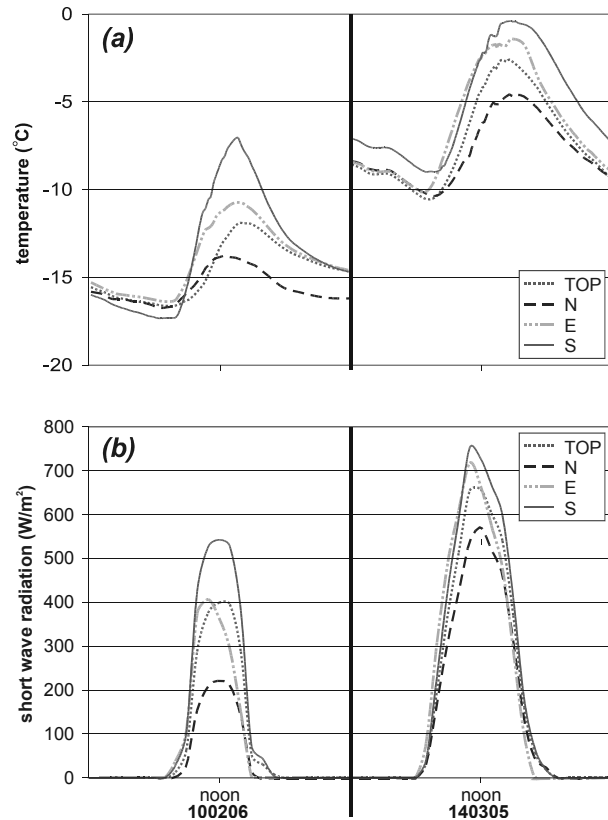 (a)
0
-5
-10
-15
-20
temperature (°C)
TOP
N
E
S
(b)
800
700
600
500
400
300
200
100
0
short wave radiation (W/m²)
TOP
N
E
S
noon
100206
noon
140305